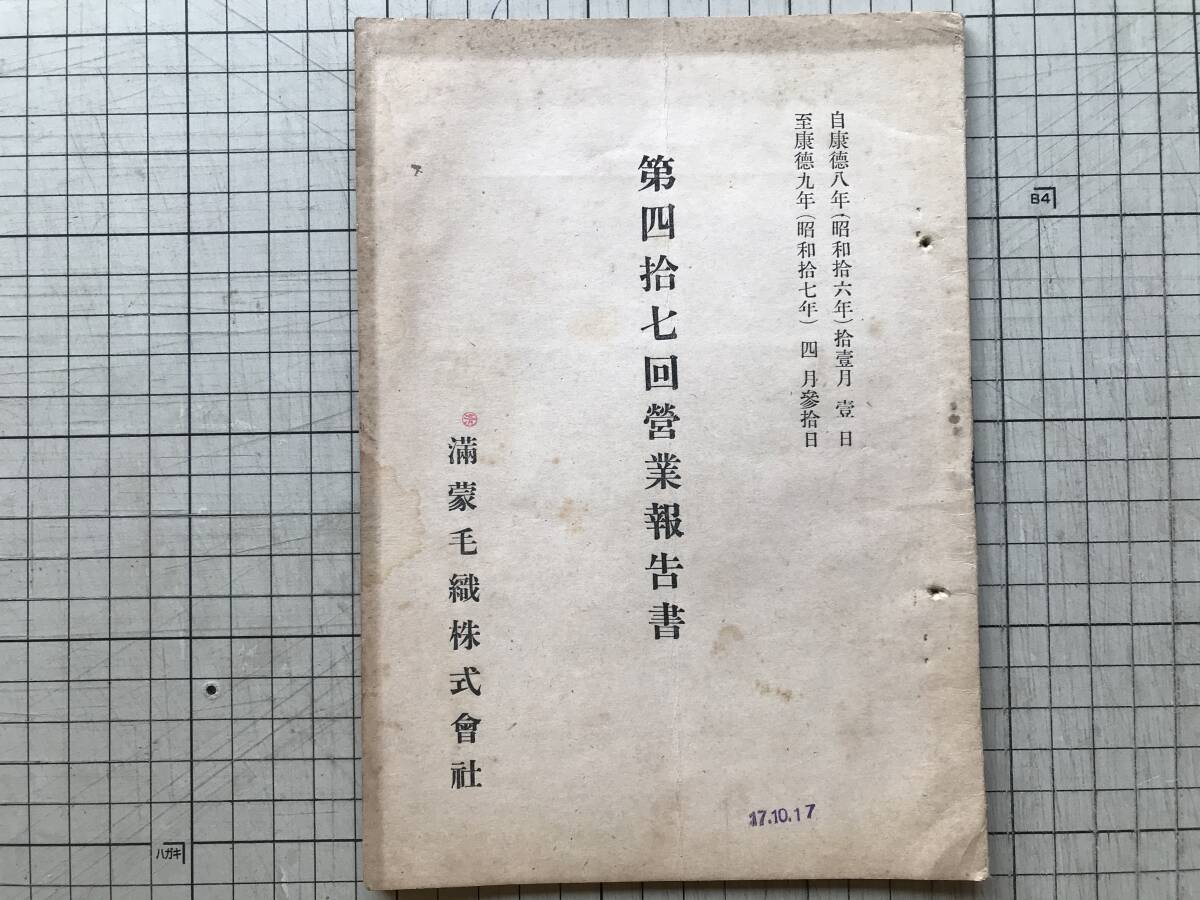 自康德八年（昭和拾六年）拾壹月壹日
至康德九年（昭和拾七年）四月參拾日
第四拾七回營業報告書
滿蒙毛織株式會社
17.10.17
B4
ハガキ